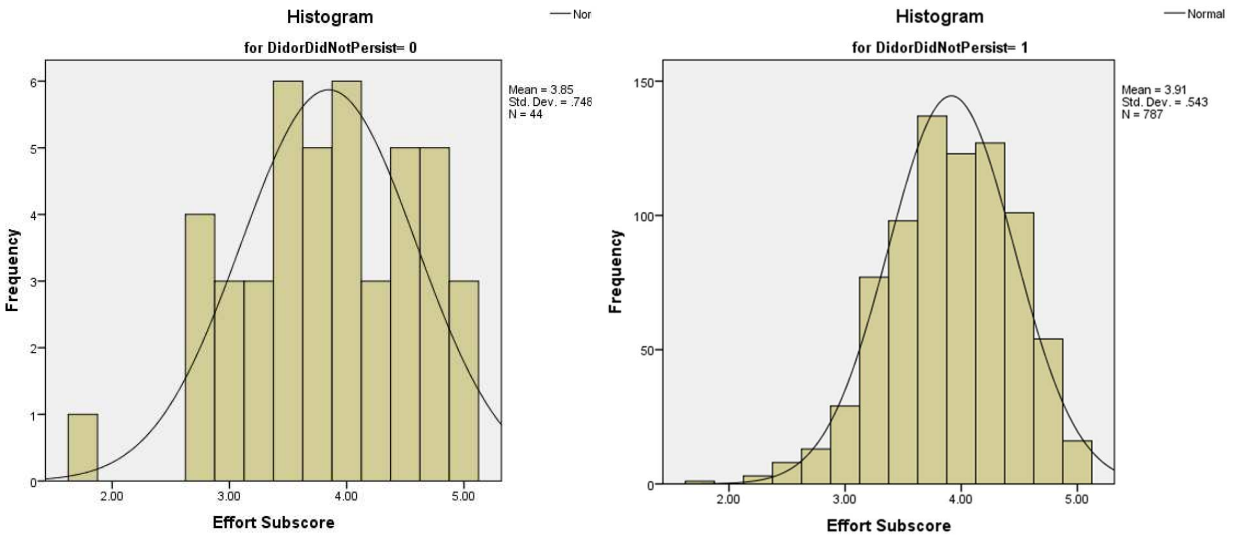 Histogram
Nor
for DidorDidNotPersist= 0
Mean = 3.85
Std. Dev. = .748
N = 44
6
5
4
3
2
1
0
2.00 3.00 4.00 5.00
Frequency
Effort Subscore
Histogram
Normal
for DidorDidNotPersist= 1
Mean = 3.91
Std. Dev. = .543
N = 787
150
100
50
0
2.00 3.00 4.00 5.00
Frequency
Effort Subscore